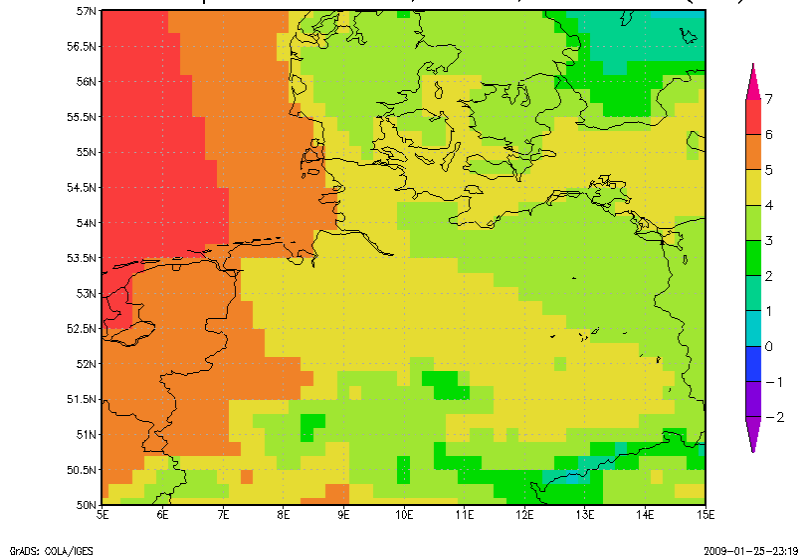 57N
56.5N
56N
55.5N
55N
54.5N
54N
53.5N
53N
52.5N
52N
51.5N
51N
50.5N
50N
5E 6E 7E 8E 9E 10E 11E 12E 13E 14E 15E
7
6
5
4
3
2
1
0
−1
−2
GrADS: COLA/IGES 2009−01−25−23:19